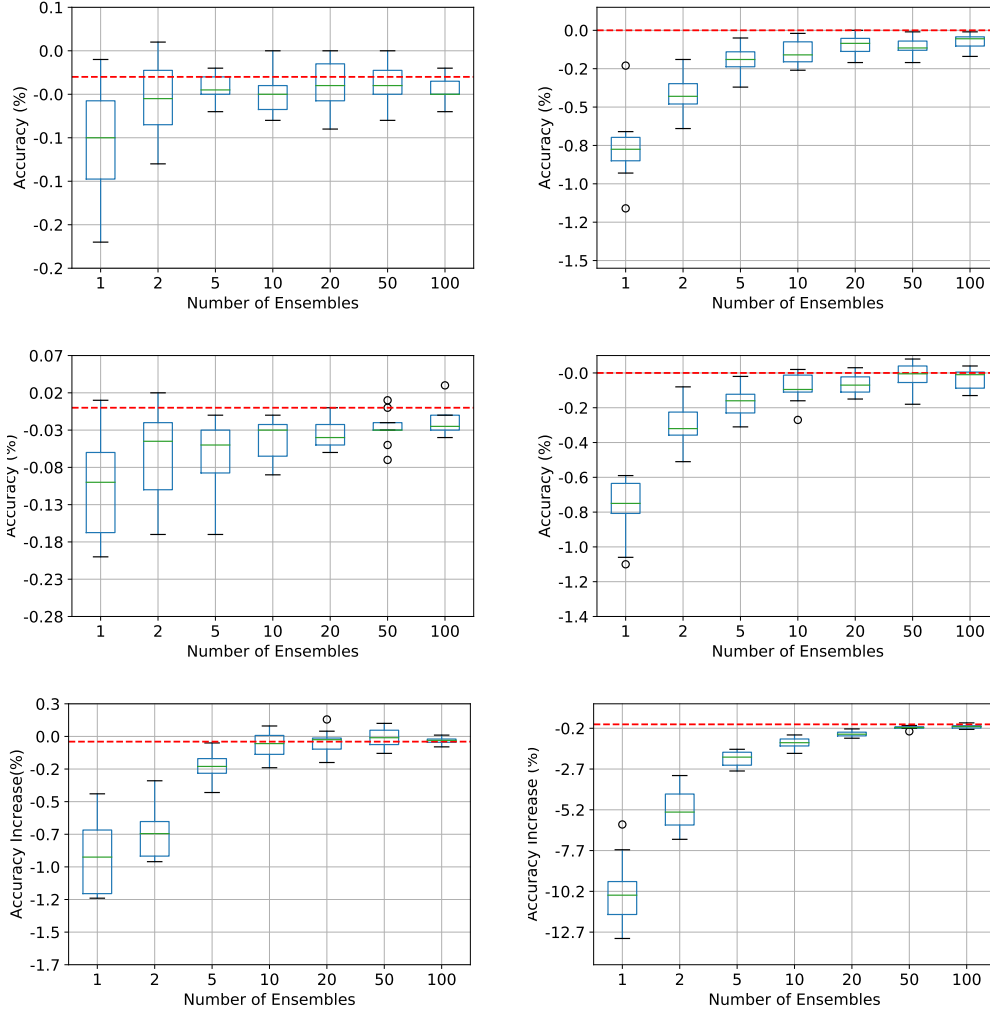 0.1
0.0
-0.0
-0.1
-0.1
-0.2
-0.2
Accuracy (%)
1 2 5 10 20 50 100
Number of Ensembles
0.0
-0.2
-0.5
-0.8
-1.0
-1.2
-1.5
Accuracy (%)
1 2 5 10 20 50 100
Number of Ensembles
0.07
0.02
-0.03
-0.08
-0.13
-0.18
-0.23
-0.28
Accuracy (%)
1 2 5 10 20 50 100
Number of Ensembles
-0.0
-0.2
-0.4
-0.6
-0.8
-1.0
-1.2
-1.4
Accuracy (%)
1 2 5 10 20 50 100
Number of Ensembles
0.3
0.0
-0.2
-0.5
-0.7
-1.0
-1.2
-1.5
-1.7
Accuracy Increase(%)
1 2 5 10 20 50 100
Number of Ensembles
-0.2
-2.7
-5.2
-7.7
-10.2
-12.7
Accuracy Increase (%)
1 2 5 10 20 50 100
Number of Ensembles